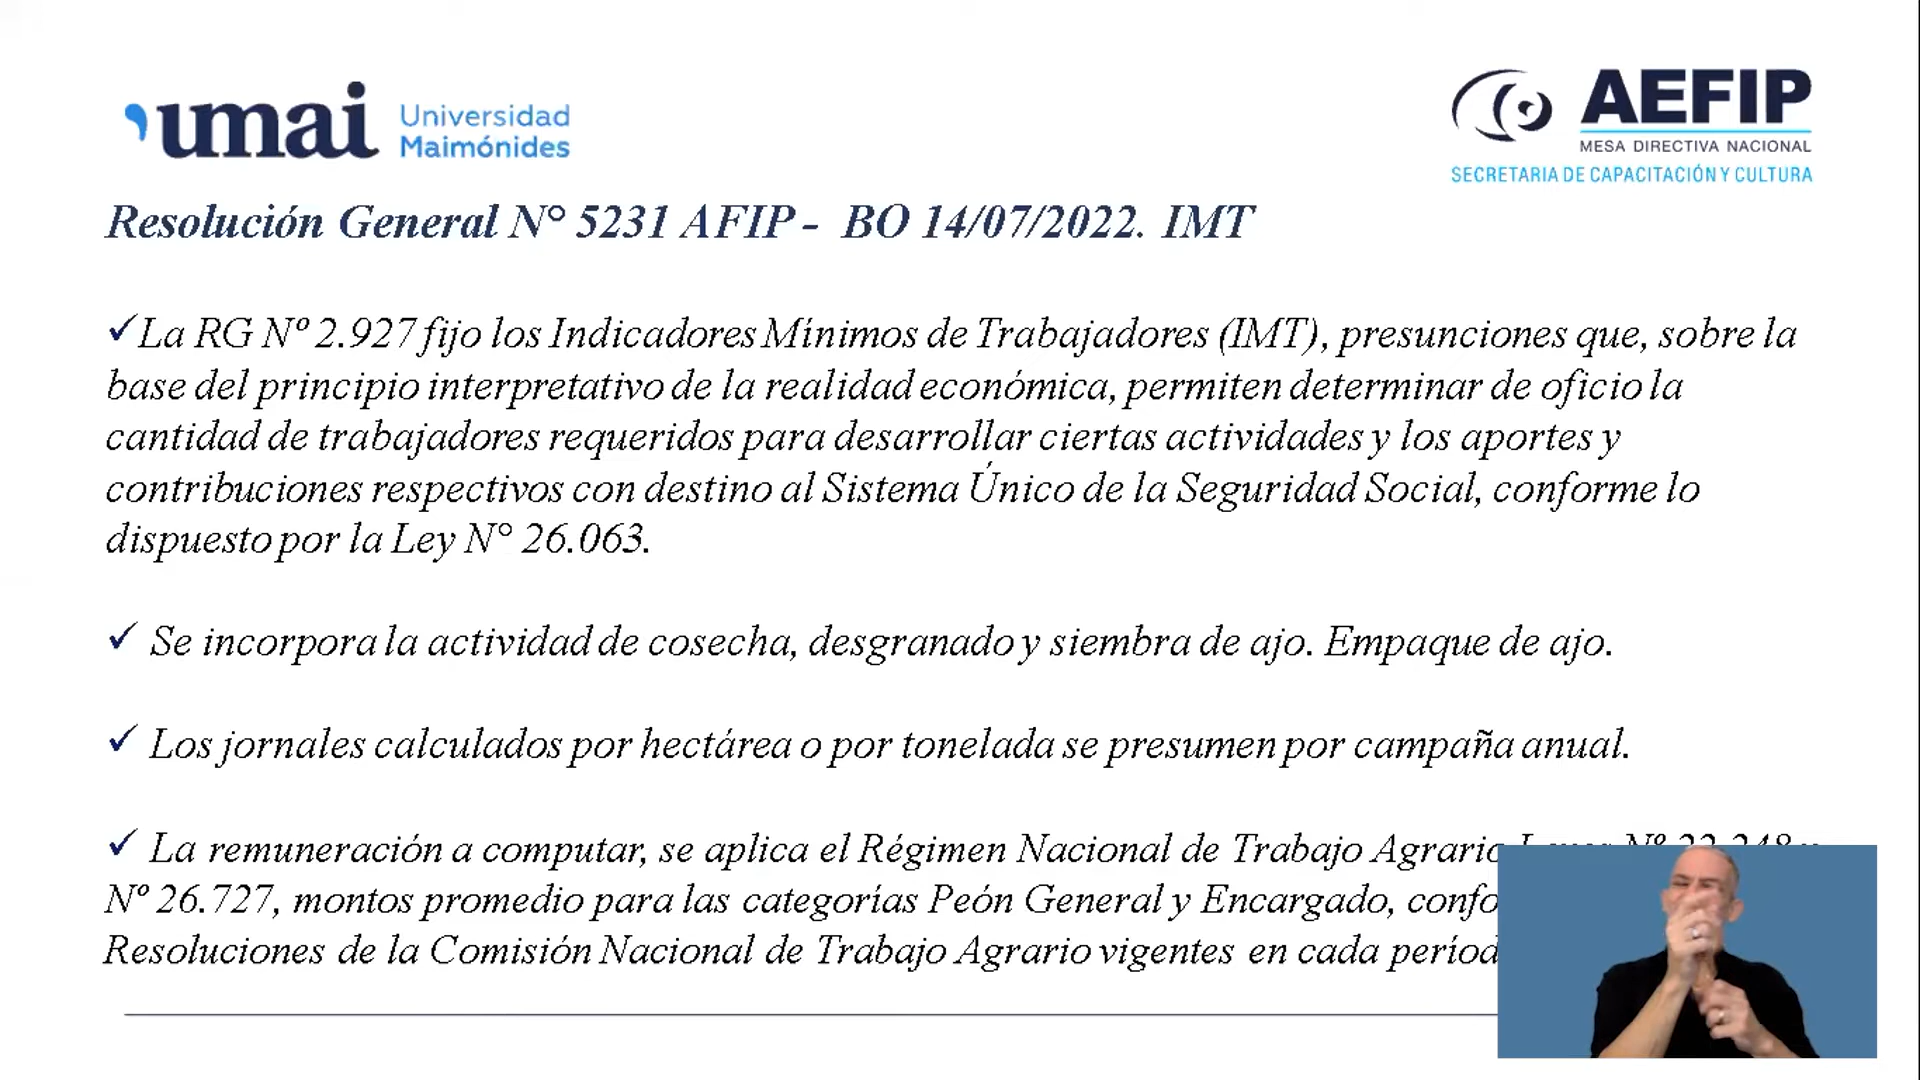 umai Universidad
Maimónides
AEFIP
MESA DIRECTIVA NACIONAL
SECRETARIA DE CAPACITACIÓN Y CULTURA
Resolución General N° 5231 AFIP - BO 14/07/2022. IMT
✓La RG Nº 2.927 fijo los Indicadores Mínimos de Trabajadores (IMT), presunciones que, sobre la
base del principio interpretativo de la realidad económica, permiten determinar de oficio la
cantidad de trabajadores requeridos para desarrollar ciertas actividades y los aportes y
contribuciones respectivos con destino al Sistema Único de la Seguridad Social, conforme lo
dispuesto por la Ley N° 26.063.
✓ Se incorpora la actividad de cosecha, desgranado y siembra de ajo. Empaque de ajo.
✓ Los jornales calculados por hectárea o por tonelada se presumen por campaña anual.
✓ La remuneración a computar, se aplica el Régimen Nacional de Trabajo Agrario Nº 22.248 y
Nº 26.727, montos promedio para las categorías Peón General y Encargado,
Resoluciones de la Comisión Nacional de Trabajo Agrario vigentes en cada